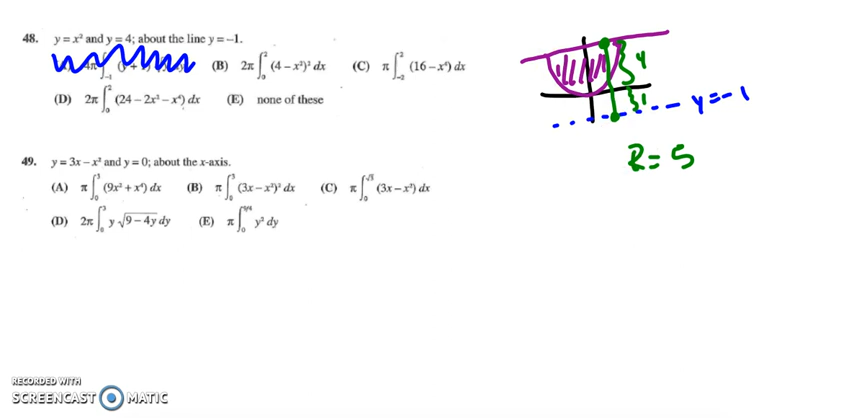 48. y = x² and y = 4; about the line y = −1.
(B) 2π ∫₀² (4 − x²)² dx (C) π ∫₋₂² (16 − x⁴) dx
(D) 2π ∫₀² (24 − 2x² − x⁴) dx (E) none of these
49. y = 3x − x² and y = 0; about the x-axis.
(A) π ∫₀³ (9x² + x⁴) dx (B) π ∫₀³ (3x − x²)² dx (C) π ∫₀^√3 (3x − x²) dx
(D) 2π ∫₀³ y √(9 − 4y) dy (E) π ∫₀^9/4 y² dy
4
1
y = −1
R = 5
RECORDED WITH
SCREENCAST MATIC